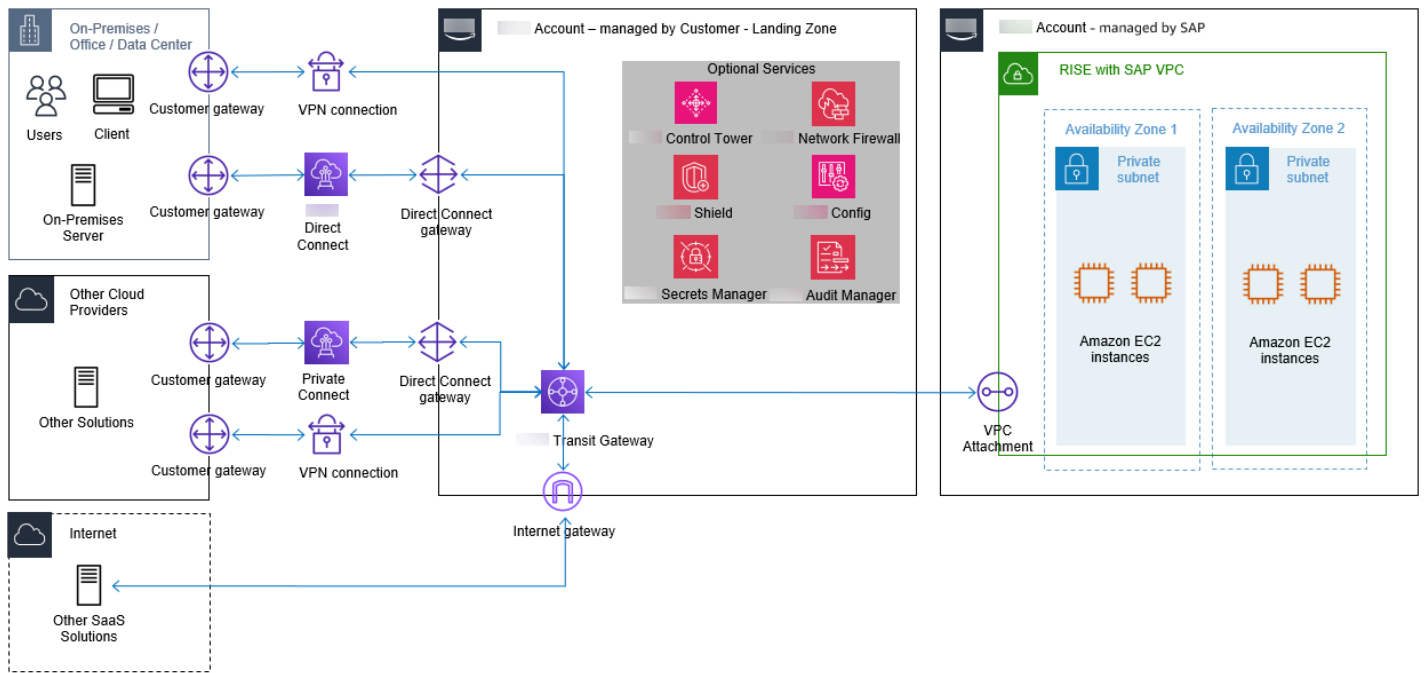 On-Premises /
Office / Data Center
Users
Client
On-Premises
Server
Customer gateway
VPN connection
Customer gateway
Direct
Connect
Direct Connect
gateway
Other Cloud
Providers
Other Solutions
Customer gateway
Private
Connect
Direct Connect
gateway
Customer gateway
VPN connection
Internet
Other SaaS
Solutions
Account – managed by Customer - Landing Zone
Optional Services
Control Tower
Network Firewall
Shield
Config
Secrets Manager
Audit Manager
Transit Gateway
Internet gateway
Account - managed by SAP
RISE with SAP VPC
Availability Zone 1
Private
subnet
Amazon EC2
instances
Availability Zone 2
Private
subnet
Amazon EC2
instances
VPC
Attachment